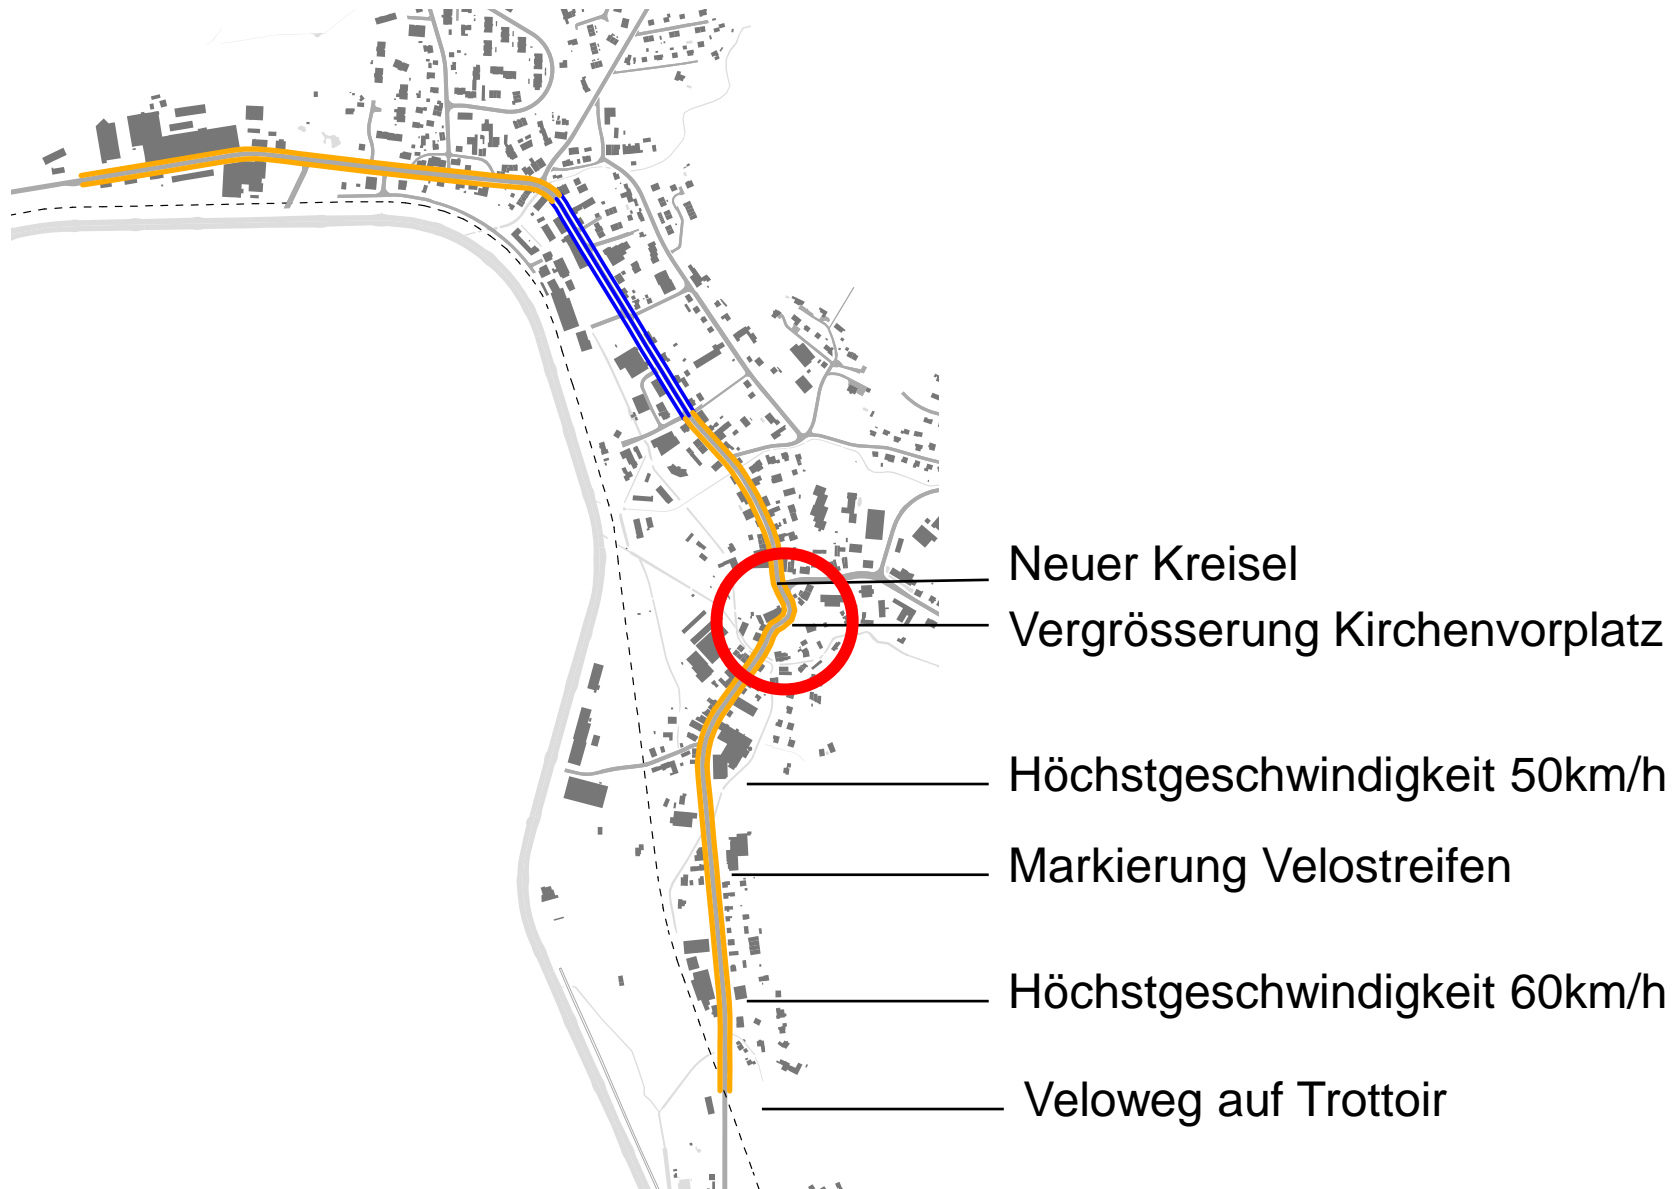 Neuer Kreisel
Vergrösserung Kirchenvorplatz
Höchstgeschwindigkeit 50km/h
Markierung Velostreifen
Höchstgeschwindigkeit 60km/h
Veloweg auf Trottoir